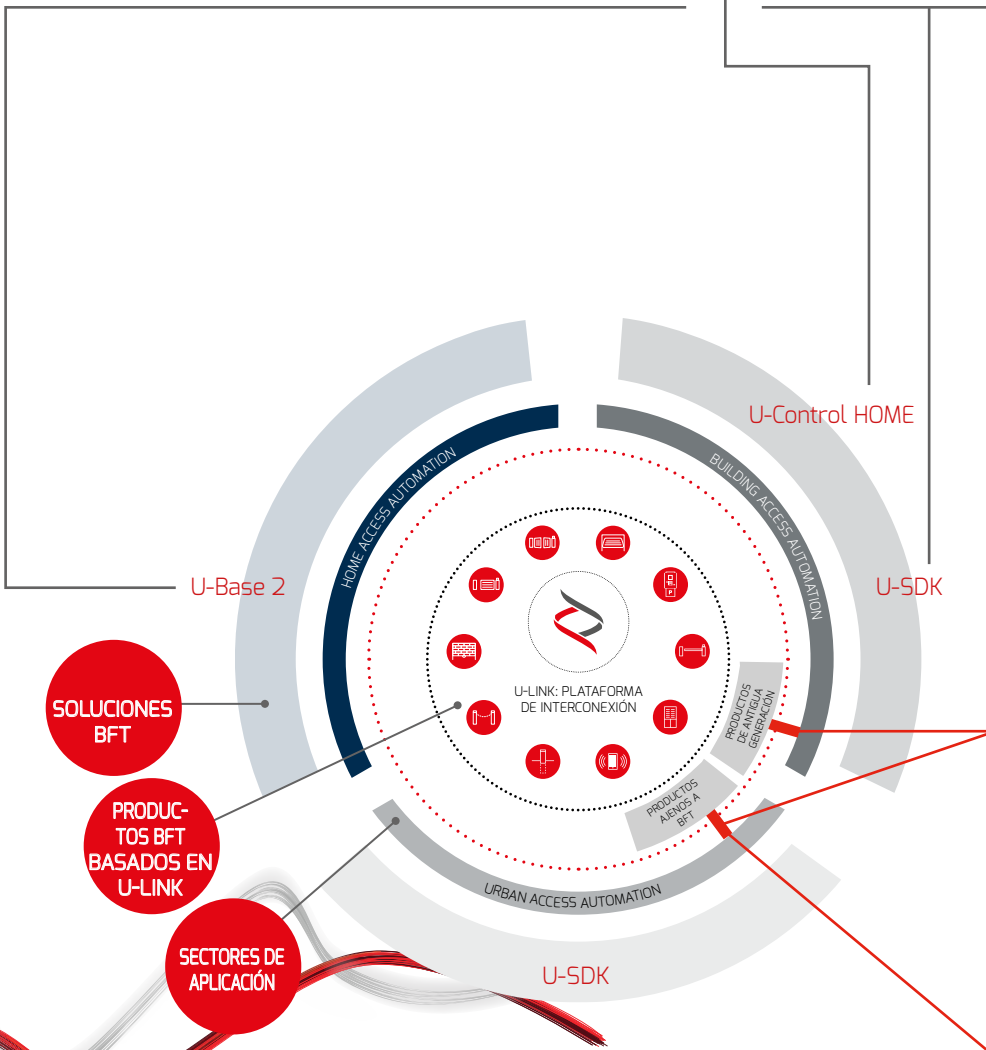 U-Control HOME
HOME ACCESS AUTOMATION
BUILDING ACCESS AUTOMATION
U-Base 2
U-SDK
SOLUCIONES
BFT
U-LINK: PLATAFORMA
DE INTERCONEXIÓN
PRODUCTOS
DE ANTIGUA
GENERACIÓN
PRODUCTOS
AJENOS A
BFT
PRODUC-
TOS BFT
BASADOS EN
U-LINK
URBAN ACCESS AUTOMATION
SECTORES DE
APLICACIÓN
U-SDK
P